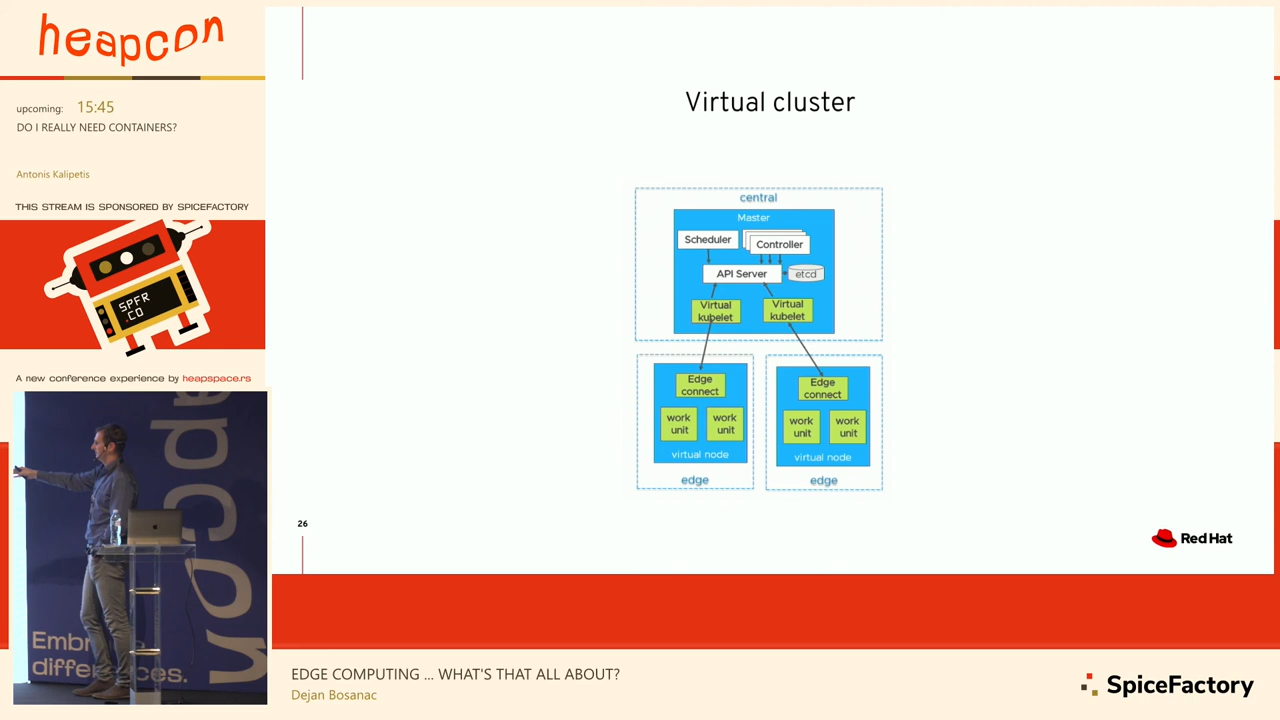 heapcon
upcoming: 15:45
DO I REALLY NEED CONTAINERS?
Antonis Kalipetis
THIS STREAM IS SPONSORED BY SPICEFACTORY
SPFR
.CO
A new conference experience by heapspace.rs
Embr
differences.
Virtual cluster
central
Master
Scheduler
Controller
API Server
etcd
Virtual
kubelet
Virtual
kubelet
Edge
connect
work
unit
work
unit
virtual node
edge
Edge
connect
work
unit
work
unit
virtual node
edge
26
Red Hat
EDGE COMPUTING ... WHAT'S THAT ALL ABOUT?
Dejan Bosanac
SpiceFactory